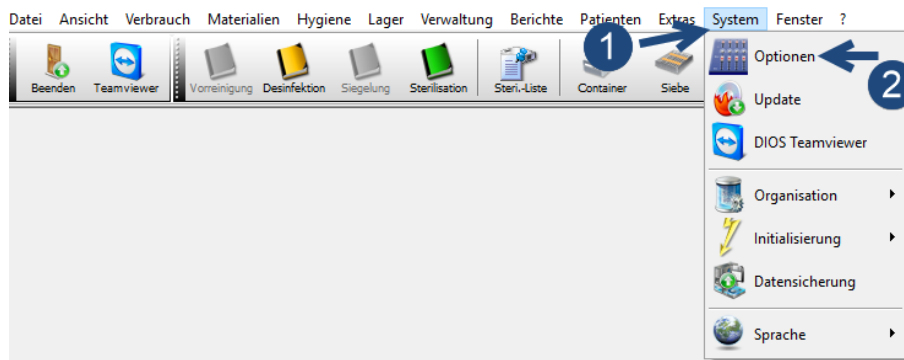 Datei Ansicht Verbrauch Materialien Hygiene Lager Verwaltung Berichte Patienten Extras System Fenster ?
Beenden Teamviewer Vorreinigung Desinfektion Siegelung Sterilisation Steri.-Liste Container Siebe
1
Optionen
2
Update
DIOS Teamviewer
Organisation
Initialisierung
Datensicherung
Sprache